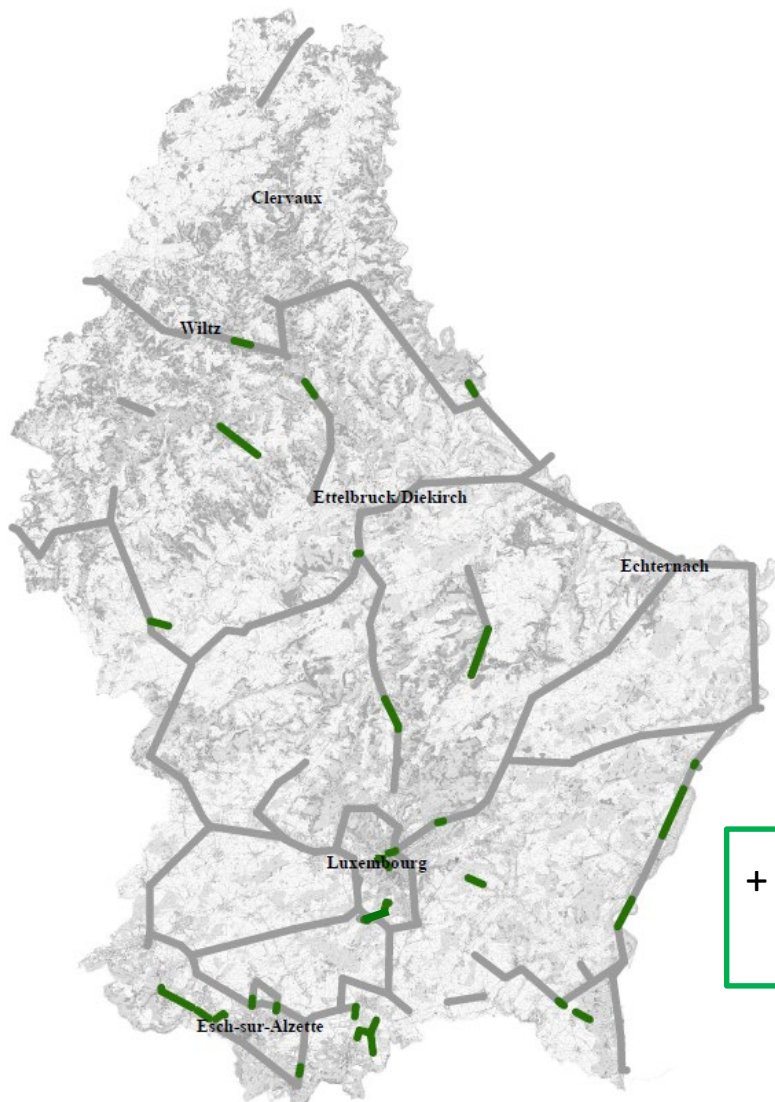 Clervaux
Wiltz
Ettelbruck/Diekirch
Echternach
Luxembourg
+
Esch-sur-Alzette